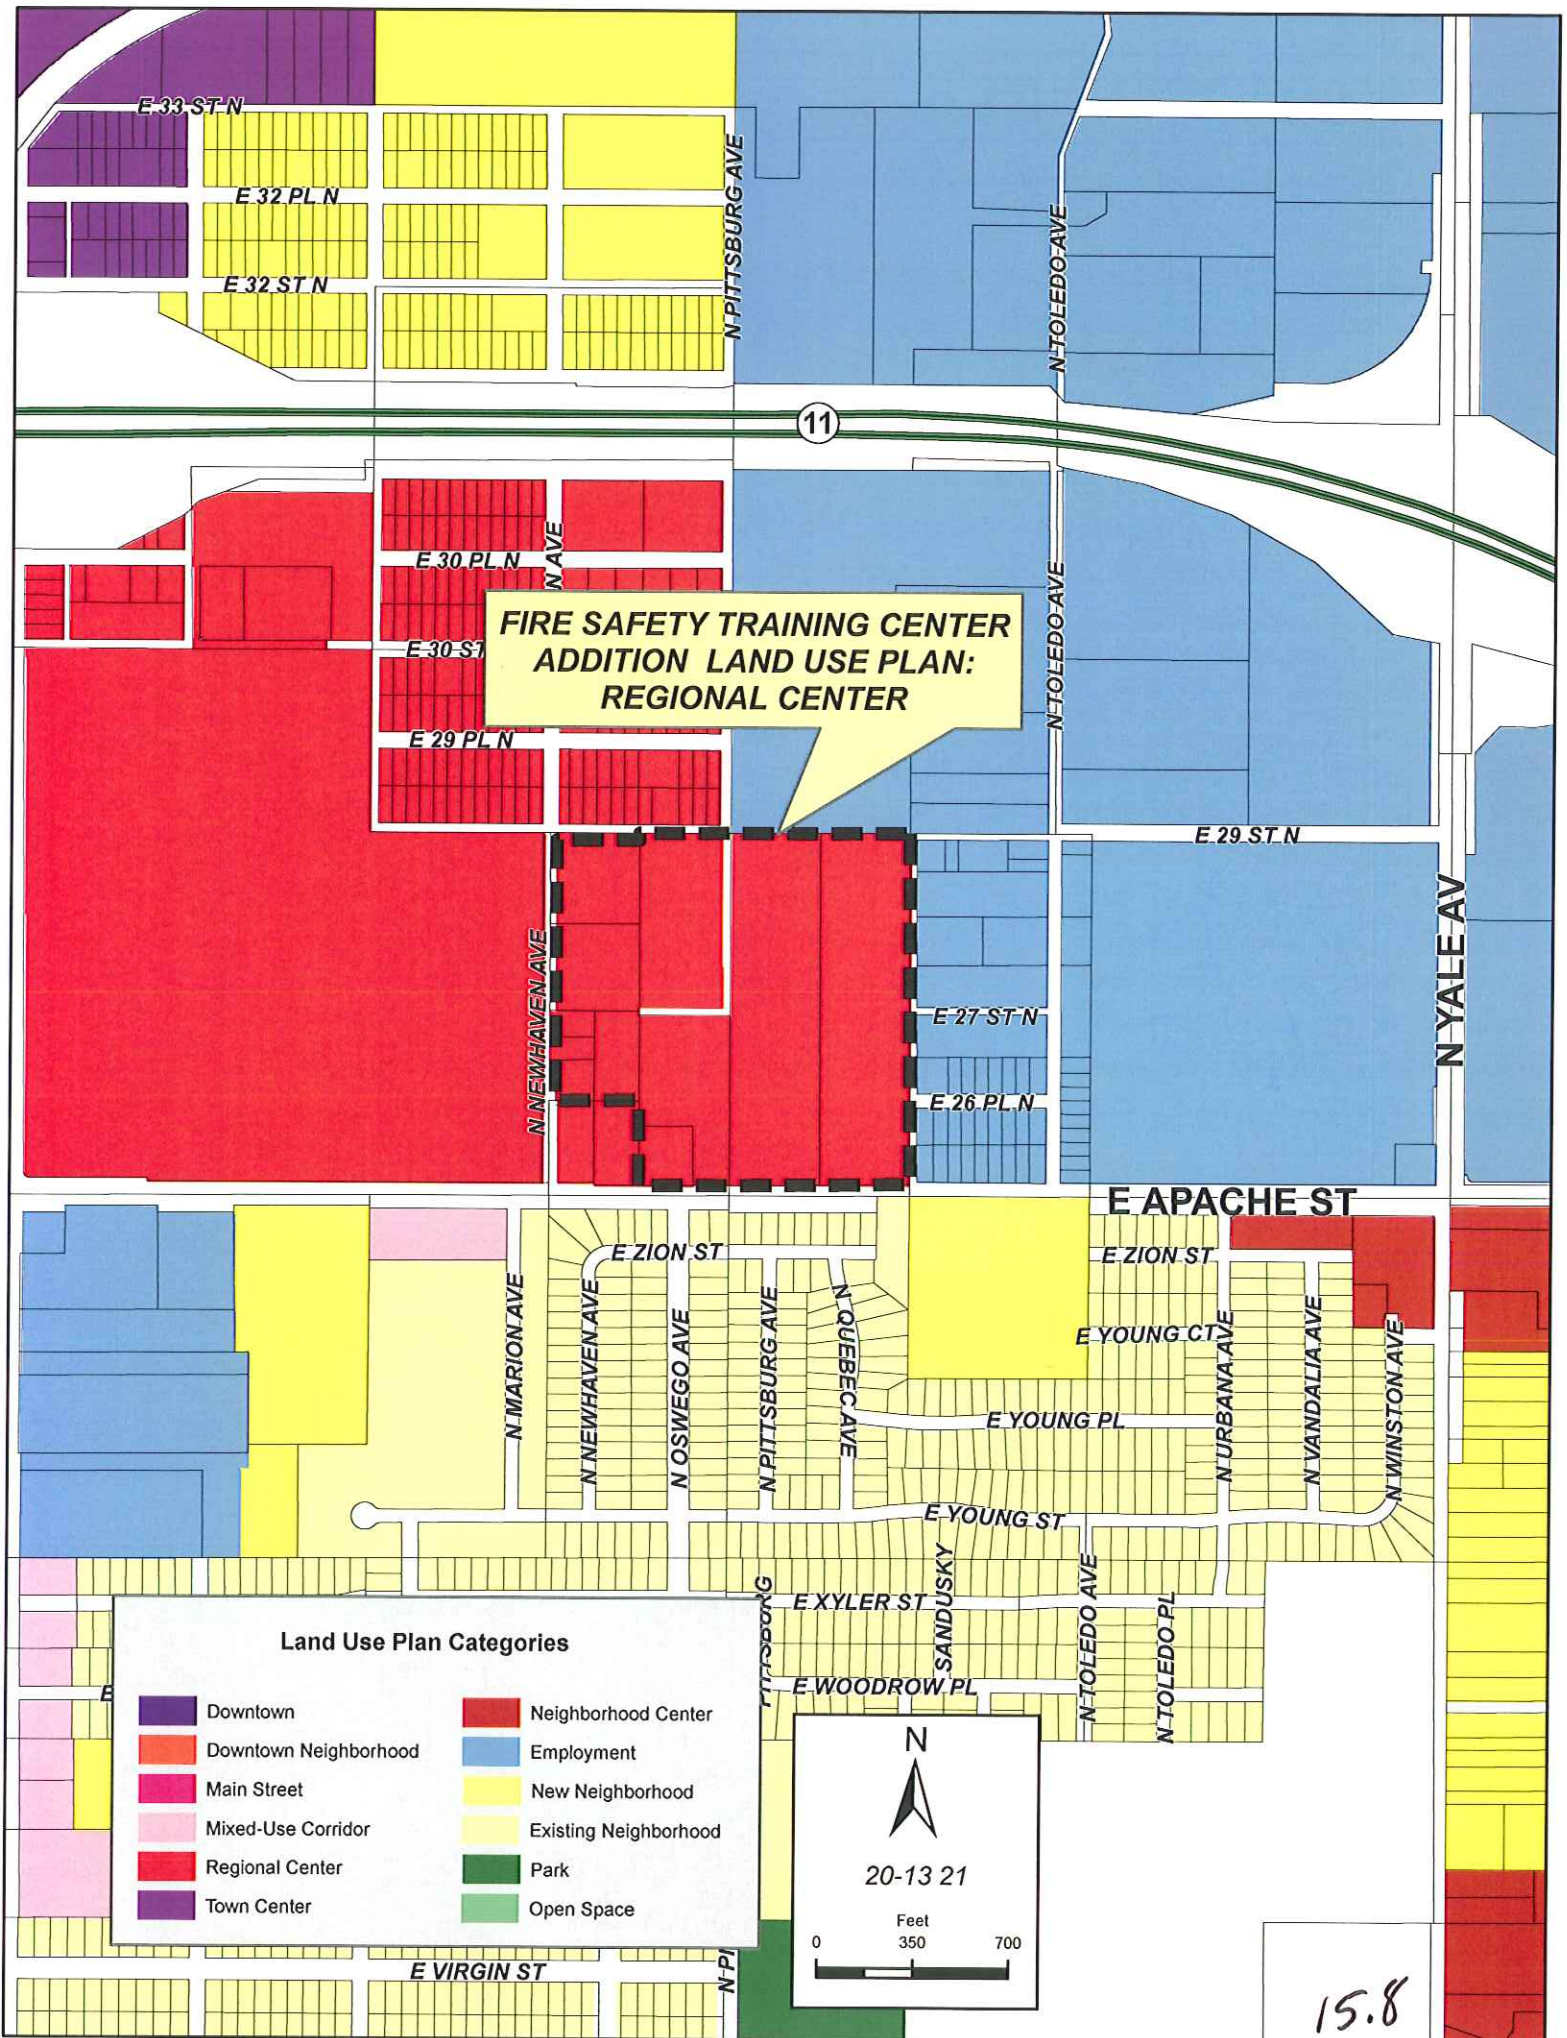 E 33 ST N
E 32 PL N
E 32 ST N
N PITTSBURG AVE
N TOLEDO AVE
11
E 30 PL N
N AVE
E 30 ST
E 29 PL N
FIRE SAFETY TRAINING CENTER
ADDITION LAND USE PLAN:
REGIONAL CENTER
N TOLEDO AVE
E 29 ST N
N YALE AV
N NEWHAVEN AVE
E 27 ST N
E 26 PL N
E APACHE ST
E ZION ST
E ZION ST
N MARION AVE
N NEWHAVEN AVE
N OSWEGO AVE
N PITTSBURG AVE
N QUEBEC AVE
E YOUNG CT
N URBANA AVE
N VANDALIA AVE
N WINSTON AVE
E YOUNG PL
E YOUNG ST
PITTSBURG
E XYLER ST
SANDUSKY
N TOLEDO AVE
N TOLEDO PL
E WOODROW PL
E
Land Use Plan Categories
Downtown
Downtown Neighborhood
Main Street
Mixed-Use Corridor
Regional Center
Town Center
Neighborhood Center
Employment
New Neighborhood
Existing Neighborhood
Park
Open Space
N
20-13 21
Feet
0 350 700
E VIRGIN ST
N PI
15.8